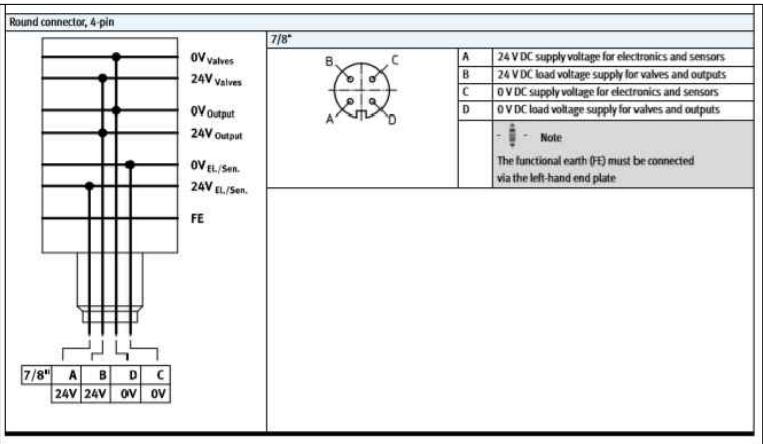 Round connector, 4-pin
0V Valves
24V Valves
0V Output
24V Output
0V El./Sen.
24V El./Sen.
FE
7/8" A B D C
24V 24V 0V 0V
7/8"
B C
A D
A 24 V DC supply voltage for electronics and sensors
B 24 V DC load voltage supply for valves and outputs
C 0 V DC supply voltage for electronics and sensors
D 0 V DC load voltage supply for valves and outputs
Note
The functional earth (FE) must be connected
via the left-hand end plate